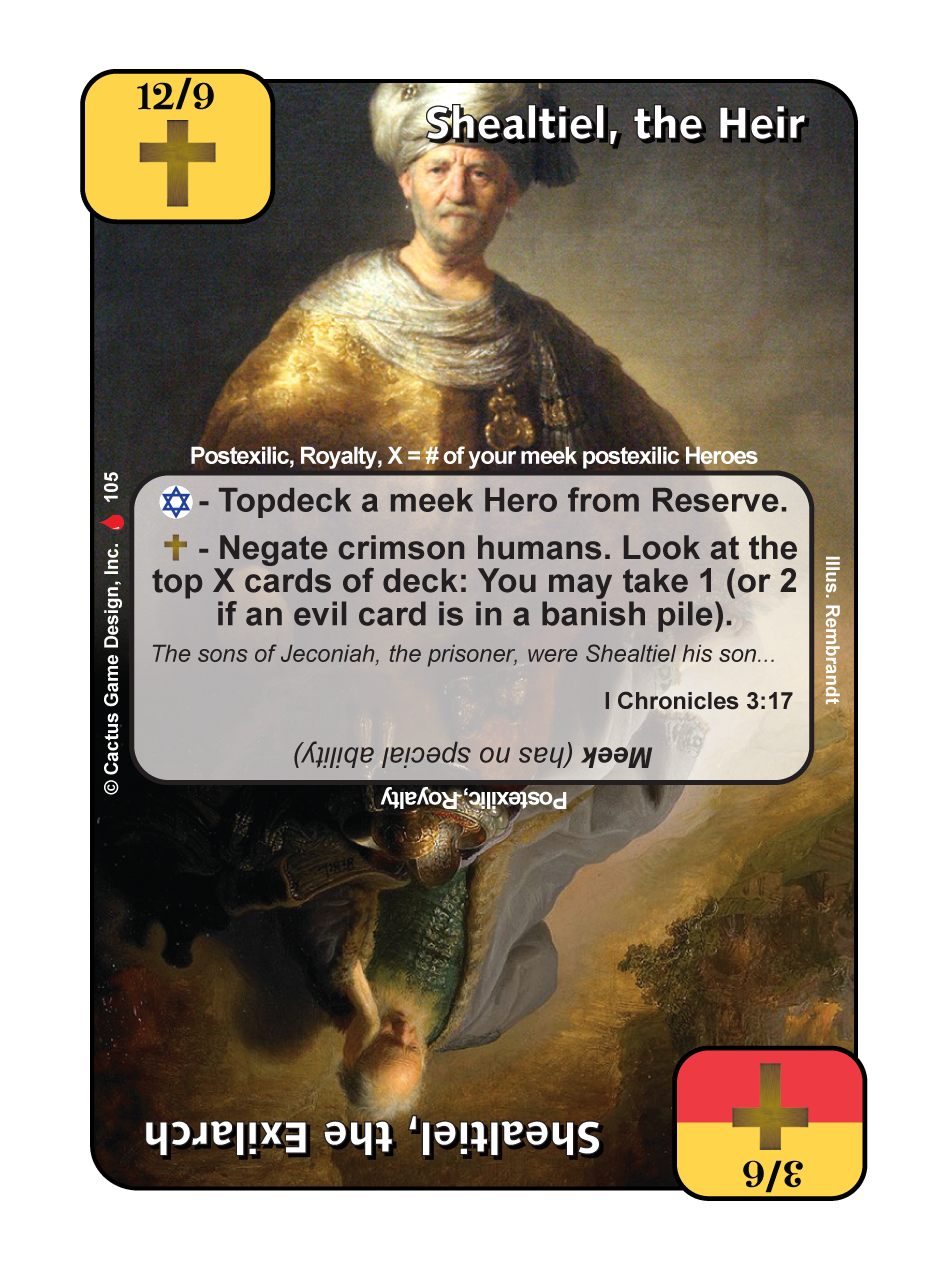 12/9
Shealtiel, the Heir
Postexilic, Royalty, X = # of your meek postexilic Heroes
- Topdeck a meek Hero from Reserve.
- Negate crimson humans. Look at the
top X cards of deck: You may take 1 (or 2
if an evil card is in a banish pile).
The sons of Jeconiah, the prisoner, were Shealtiel his son...
I Chronicles 3:17
Meek (has no special ability)
Postexilic, Royalty
© Cactus Game Design, Inc. 105
Illus. Rembrandt
Shealtiel, the Exilarch
3/6